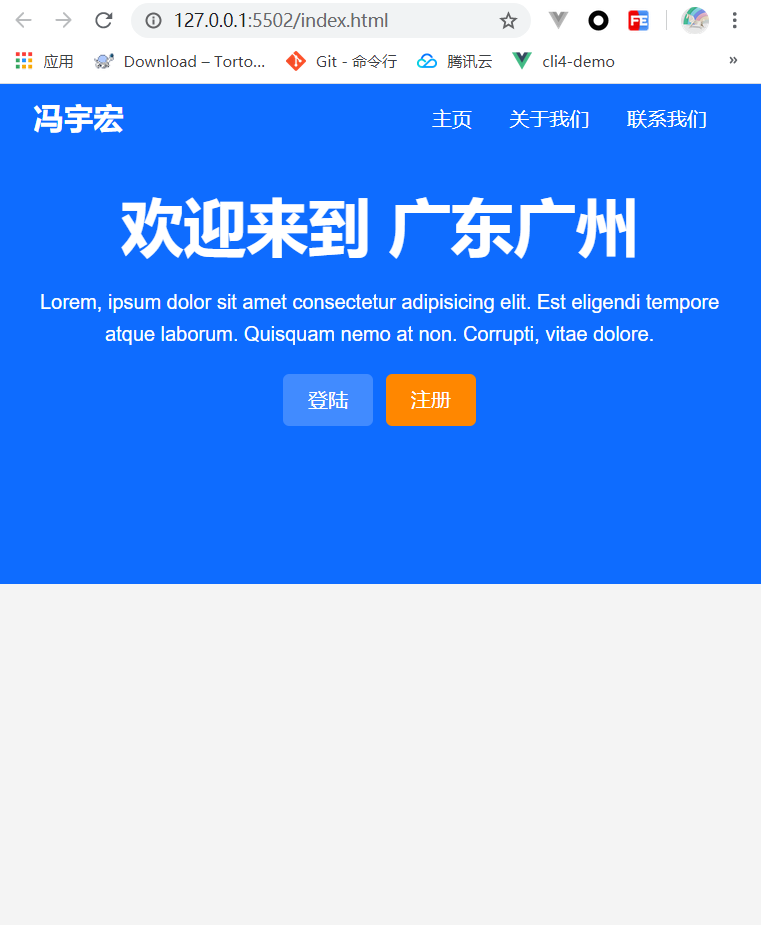 127.0.0.1:5502/index.html
FE
应用 Download – Torto... Git - 命令行 腾讯云 cli4-demo »
冯宇宏 主页 关于我们 联系我们
欢迎来到 广东广州
Lorem, ipsum dolor sit amet consectetur adipisicing elit. Est eligendi tempore
atque laborum. Quisquam nemo at non. Corrupti, vitae dolore.
登陆 注册